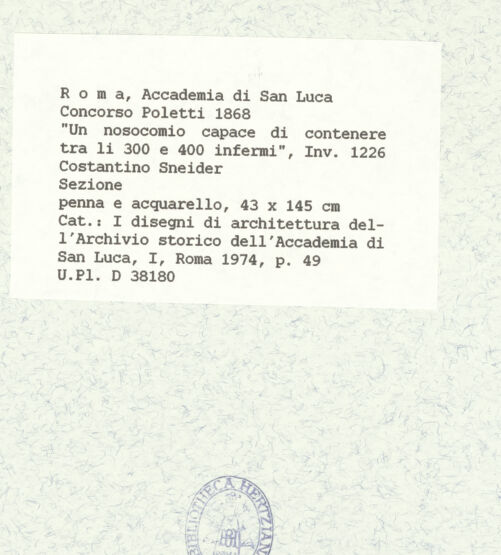 R o m a, Accademia di San Luca
Concorso Poletti 1868
"Un nosocomio capace di contenere
tra li 300 e 400 infermi", Inv. 1226
Costantino Sneider
Sezione
penna e acquarello, 43 x 145 cm
Cat.: I disegni di architettura del-
l'Archivio storico dell'Accademia di
San Luca, I, Roma 1974, p. 49
U.Pl. D 38180
BIBLIOTHECA HERTZIAN